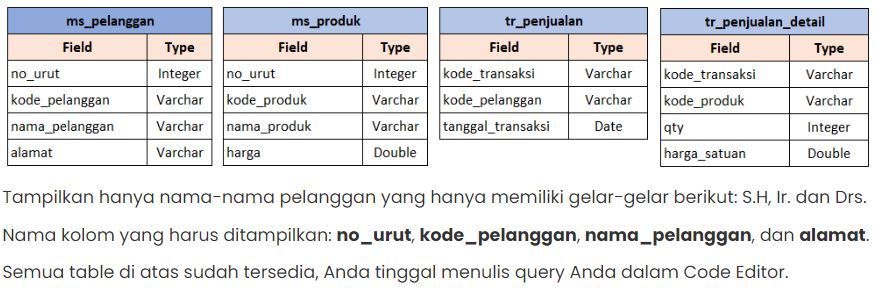 ms_pelanggan ms_produk tr_penjualan tr_penjualan_detail
Field Type Field Type Field Type Field Type
no_urut Integer no_urut Integer kode_transaksi Varchar kode_transaksi Varchar
kode_pelanggan Varchar kode_produk Varchar kode_pelanggan Varchar kode_produk Varchar
nama_pelanggan Varchar nama_produk Varchar tanggal_transaksi Date qty Integer
alamat Varchar harga Double harga_satuan Double
Tampilkan hanya nama-nama pelanggan yang hanya memiliki gelar-gelar berikut: S.H, Ir. dan Drs.
Nama kolom yang harus ditampilkan: no_urut, kode_pelanggan, nama_pelanggan, dan alamat.
Semua table di atas sudah tersedia, Anda tinggal menulis query Anda dalam Code Editor.